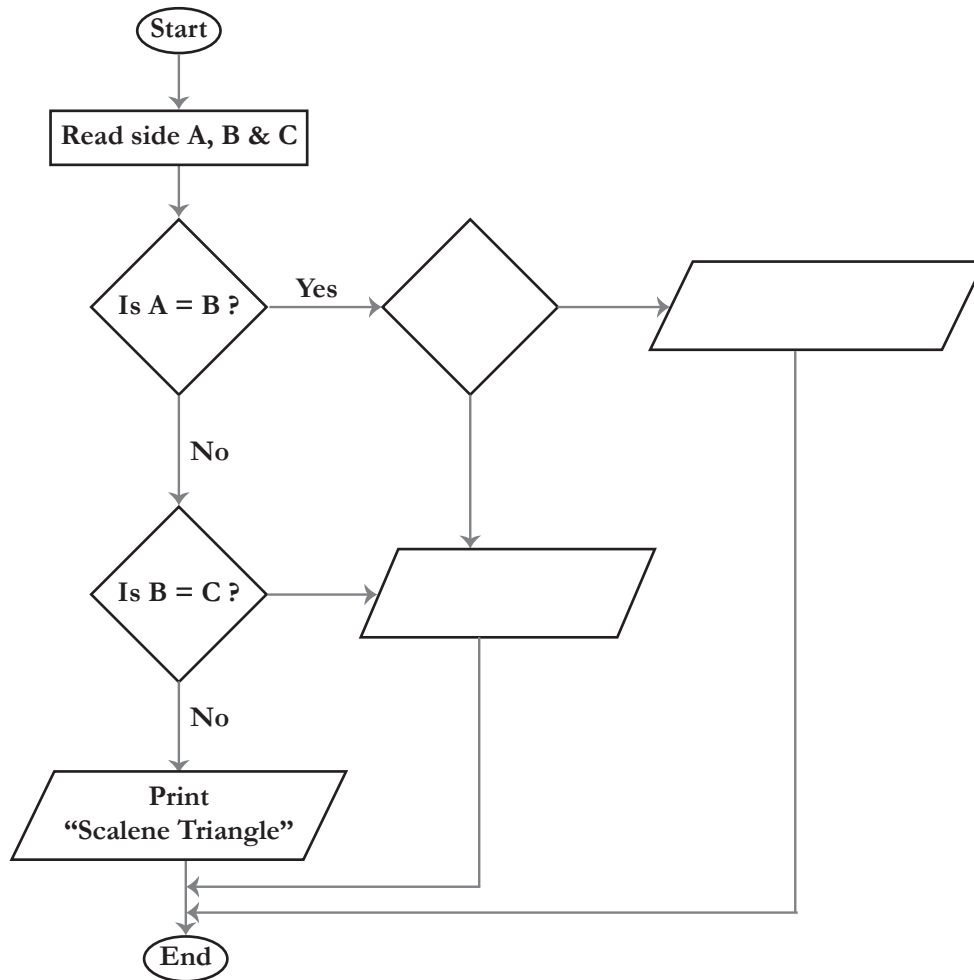 Start
Read side A, B & C
Is A = B ?
Yes
No
Is B = C ?
No
Print
“Scalene Triangle”
End